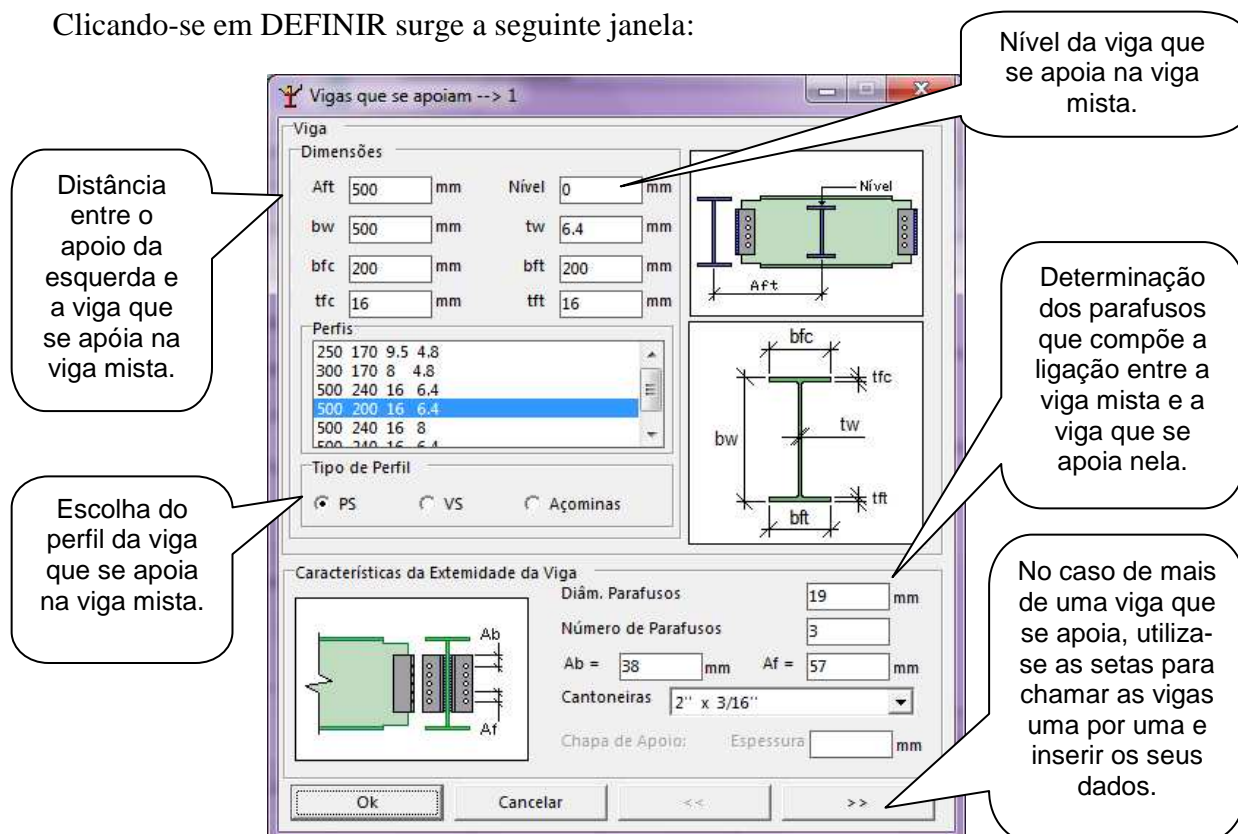 Clicando-se em DEFINIR surge a seguinte janela:
Nível da viga que
se apoia na viga
mista.
Vigas que se apoiam --> 1
Viga
Dimensões
Aft 500 mm Nível 0 mm
bw 500 mm tw 6.4 mm
bfc 200 mm bft 200 mm
tfc 16 mm tft 16 mm
Perfis
250 170 9.5 4.8
300 170 8 4.8
500 240 16 6.4
500 200 16 6.4
500 240 16 8
500 240 16 6.4
Tipo de Perfil
PS VS Açominas
Nível
Aft
bfc
tfc
bw
tw
tft
bft
Distância
entre o
apoio da
esquerda e
a viga que
se apóia na
viga mista.
Escolha do
perfil da viga
que se apoia
na viga mista.
Determinação
dos parafusos
que compõe a
ligação entre a
viga mista e a
viga que se
apoia nela.
No caso de mais
de uma viga que
se apoia, utiliza-
se as setas para
chamar as vigas
uma por uma e
inserir os seus
dados.
Características da Extemidade da Viga
Ab
Af
Diâm. Parafusos 19 mm
Número de Parafusos 3
Ab = 38 mm Af = 57 mm
Cantoneiras 2'' x 3/16''
Chapa de Apoio: Espessura mm
Ok Cancelar << >>